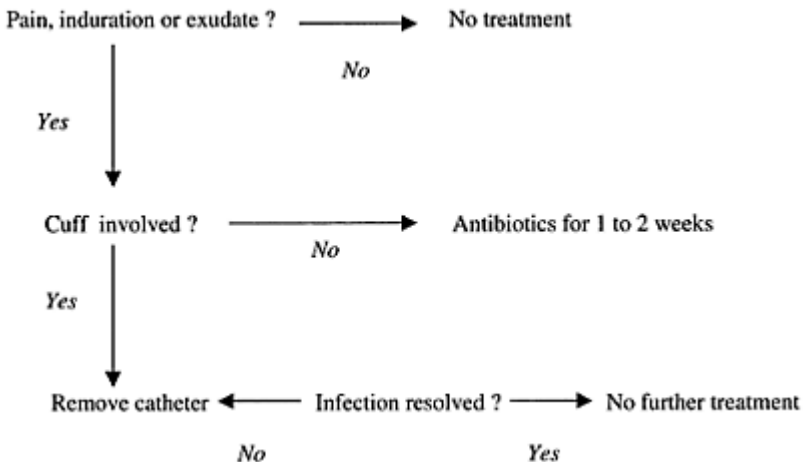 Pain, induration or exudate ? No treatment
No
Yes
Cuff involved ? Antibiotics for 1 to 2 weeks
No
Yes
Remove catheter Infection resolved ? No further treatment
No Yes